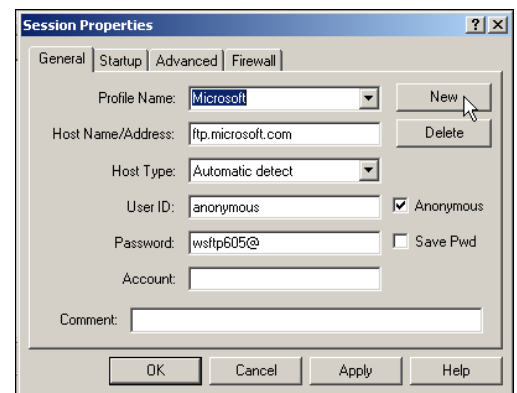 Session Properties
General Startup Advanced Firewall
Profile Name: Microsoft New
Host Name/Address: ftp.microsoft.com Delete
Host Type: Automatic detect
User ID: anonymous Anonymous
Password: wsftp605@ Save Pwd
Account:
Comment:
OK Cancel Apply Help